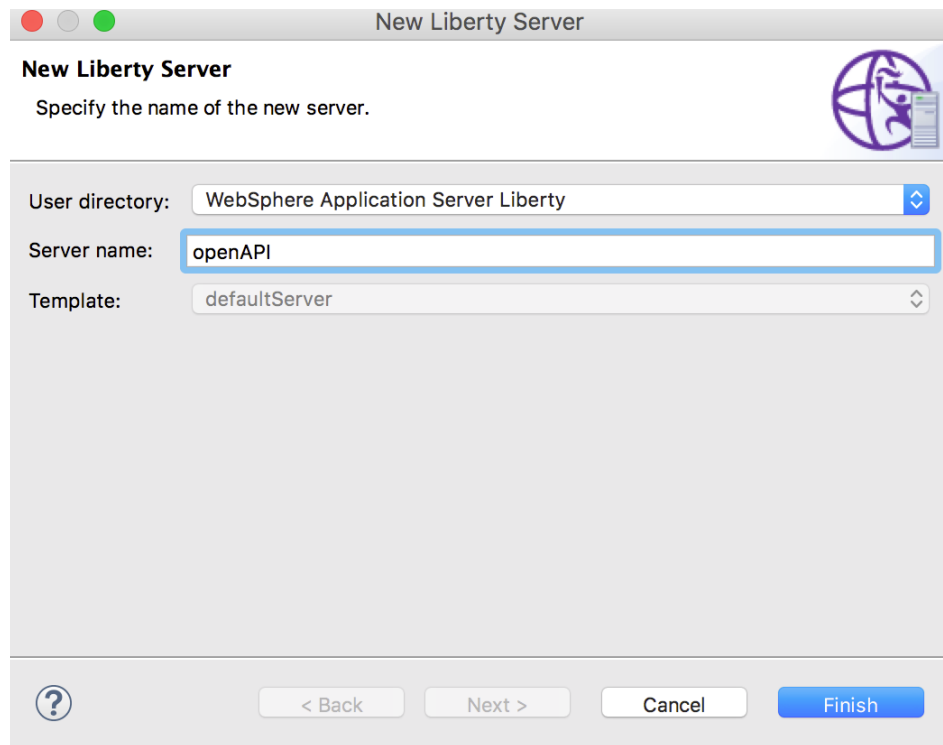 New Liberty Server
New Liberty Server
Specify the name of the new server.
User directory: WebSphere Application Server Liberty
Server name: openAPI
Template: defaultServer
? < Back Next > Cancel Finish